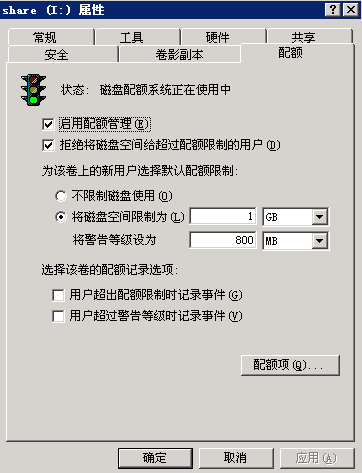 share (I:) 属性
常规 工具 硬件 共享
安全 卷影副本 配额
状态: 磁盘配额系统正在使用中
启用配额管理(E)
拒绝将磁盘空间给超过配额限制的用户(D)
为该卷上的新用户选择默认配额限制:
不限制磁盘使用(O)
将磁盘空间限制为(L) 1 GB
将警告等级设为 800 MB
选择该卷的配额记录选项:
用户超出配额限制时记录事件(G)
用户超过警告等级时记录事件(V)
配额项(Q)...
确定 取消 应用(A)